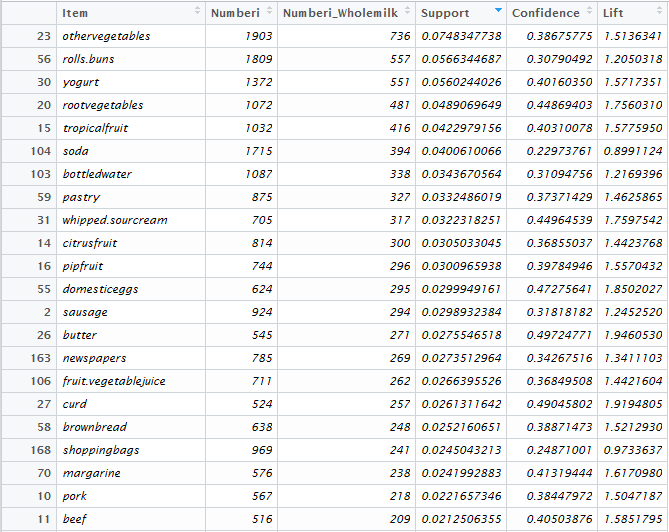 Item Numberi Numberi_Wholemilk Support Confidence Lift
23 othervegetables 1903 736 0.0748347738 0.38675775 1.5136341
56 rolls.buns 1809 557 0.0566344687 0.30790492 1.2050318
30 yogurt 1372 551 0.0560244026 0.40160350 1.5717351
20 rootvegetables 1072 481 0.0489069649 0.44869403 1.7560310
15 tropicalfruit 1032 416 0.0422979156 0.40310078 1.5775950
104 soda 1715 394 0.0400610066 0.22973761 0.8991124
103 bottledwater 1087 338 0.0343670564 0.31094756 1.2169396
59 pastry 875 327 0.0332486019 0.37371429 1.4625865
31 whipped.sourcream 705 317 0.0322318251 0.44964539 1.7597542
14 citrusfruit 814 300 0.0305033045 0.36855037 1.4423768
16 pipfruit 744 296 0.0300965938 0.39784946 1.5570432
55 domesticeggs 624 295 0.0299949161 0.47275641 1.8502027
2 sausage 924 294 0.0298932384 0.31818182 1.2452520
26 butter 545 271 0.0275546518 0.49724771 1.9460530
163 newspapers 785 269 0.0273512964 0.34267516 1.3411103
106 fruit.vegetablejuice 711 262 0.0266395526 0.36849508 1.4421604
27 curd 524 257 0.0261311642 0.49045802 1.9194805
58 brownbread 638 248 0.0252160651 0.38871473 1.5212930
168 shoppingbags 969 241 0.0245043213 0.24871001 0.9733637
70 margarine 576 238 0.0241992883 0.41319444 1.6170980
10 pork 567 218 0.0221657346 0.38447972 1.5047187
11 beef 516 209 0.0212506355 0.40503876 1.5851795